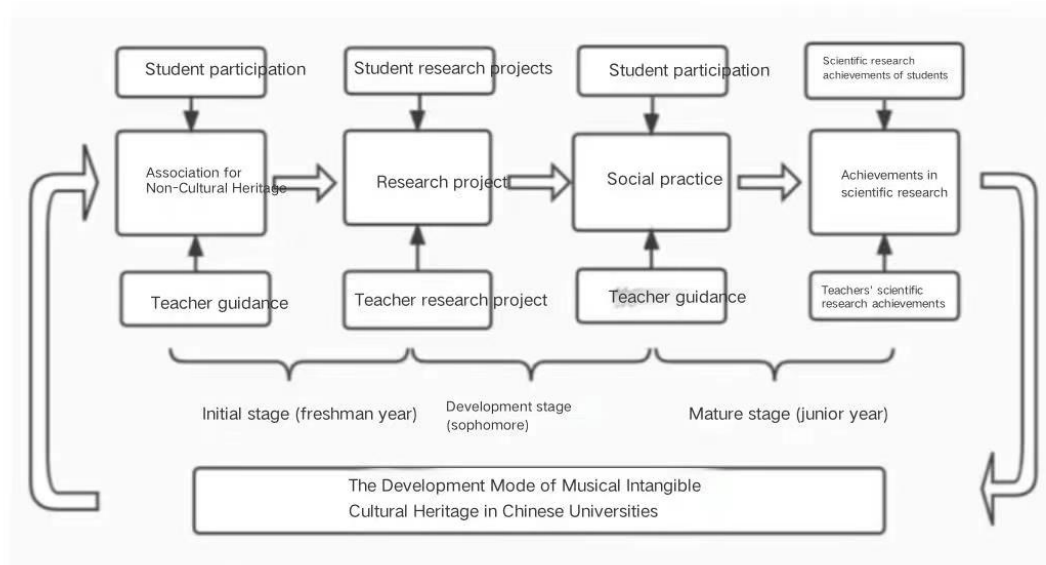 Student participation
Student research projects
Student participation
Scientific research
achievements of students
Association for
Non-Cultural Heritage
Research project
Social practice
Achievements in
scientific research
Teacher guidance
Teacher research project
Teacher guidance
Teachers' scientific
research achievements
Initial stage (freshman year)
Development stage
(sophomore)
Mature stage (junior year)
The Development Mode of Musical Intangible
Cultural Heritage in Chinese Universities